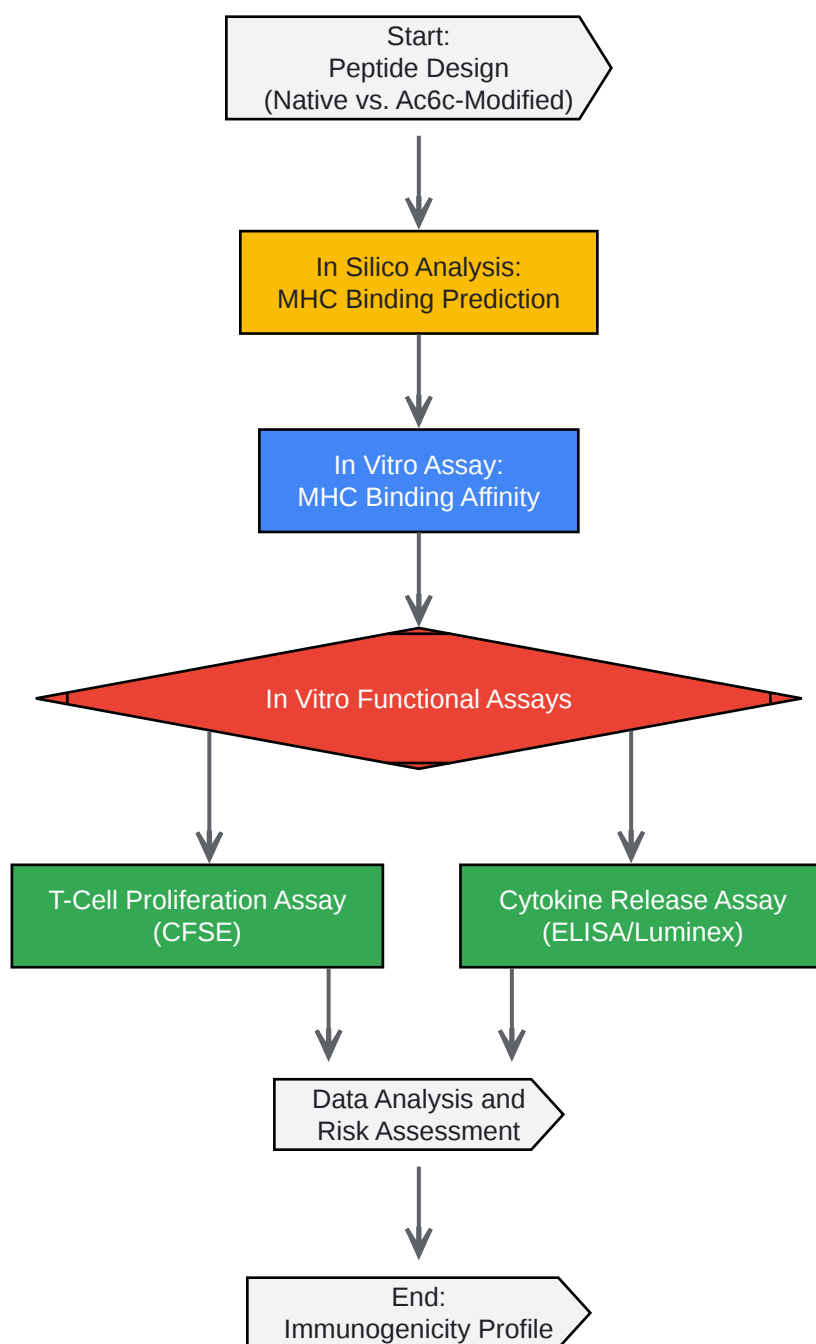 Start:
Peptide Design
(Native vs. Ac6c-Modified)
In Silico Analysis:
MHC Binding Prediction
In Vitro Assay:
MHC Binding Affinity
In Vitro Functional Assays
T-Cell Proliferation Assay
(CFSE)
Cytokine Release Assay
(ELISA/Luminex)
Data Analysis and
Risk Assessment
End:
Immunogenicity Profile